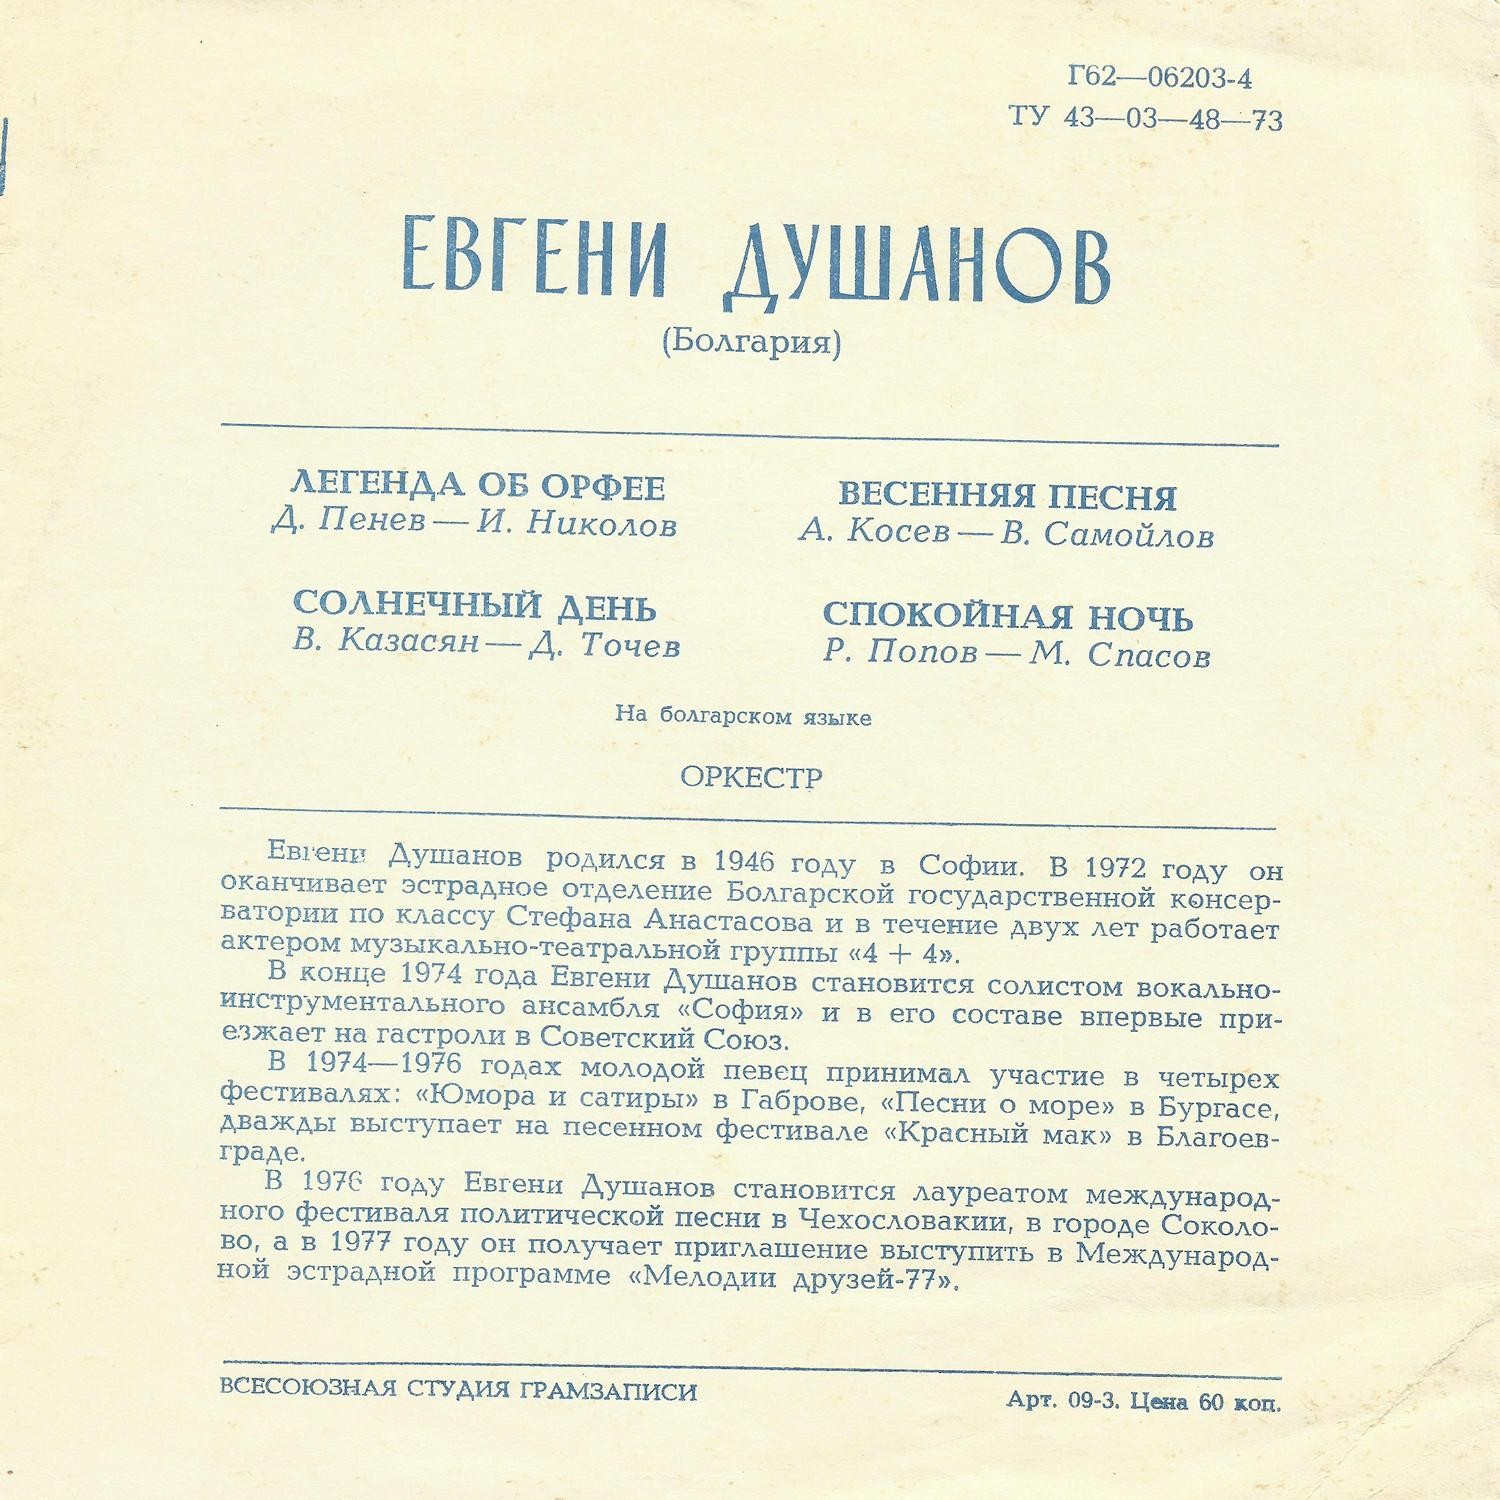 Г62—06203-4
ТУ 43—03—48—73
ЕВГЕНИ ДУШАНОВ
(Болгария)
ЛЕГЕНДА ОБ ОРФЕЕ
Д. Пенев — И. Николов
СОЛНЕЧНЫЙ ДЕНЬ
В. Казасян — Д. Точев
ВЕСЕННЯЯ ПЕСНЯ
А. Косев — В. Самойлов
СПОКОЙНАЯ НОЧЬ
Р. Попов — М. Спасов
На болгарском языке
ОРКЕСТР
Евгени Душанов родился в 1946 году в Софии. В 1972 году он
оканчивает эстрадное отделение Болгарской государственной консер-
ватории по классу Стефана Анастасова и в течение двух лет работает
актером музыкально-театральной группы «4 + 4».
В конце 1974 года Евгени Душанов становится солистом вокально-
инструментального ансамбля «София» и в его составе впервые при-
езжает на гастроли в Советский Союз.
В 1974—1976 годах молодой певец принимал участие в четырех
фестивалях: «Юмора и сатиры» в Габрове, «Песни о море» в Бургасе,
дважды выступает на песенном фестивале «Красный мак» в Благоев-
граде.
В 1976 году Евгени Душанов становится лауреатом международ-
ного фестиваля политической песни в Чехословакии, в городе Соколо-
во, а в 1977 году он получает приглашение выступить в Международ-
ной эстрадной программе «Мелодии друзей-77».
ВСЕСОЮЗНАЯ СТУДИЯ ГРАМЗАПИСИ
Арт. 09-3. Цена 60 коп.